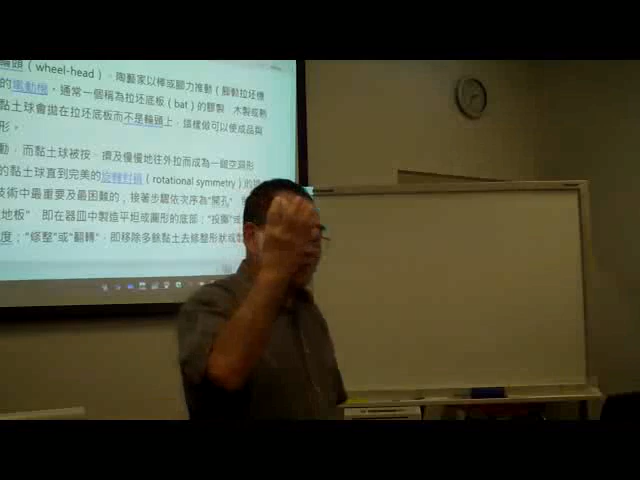 輪頭（wheel-head），陶藝家以棒或腳力推動（腳動拉坯機
的電動機。通常一個稱為拉坯底板（bat）的膠製、木製或熟
黏土球會拋在拉坯底板而不是輪頭上，這樣做可以使成品與
形。
動，而黏土球被按、擠及慢慢地往外拉而成為一個空洞形
的黏土球直到完美的旋轉對稱（rotational symmetry）的
技術中最重要及最困難的，接著步驟依次序為"開孔"
地板"，即在器皿中製造平坦或圓形的底部；"投擲"或
度；"修整"或"翻轉"，即移除多餘黏土去修整形狀或